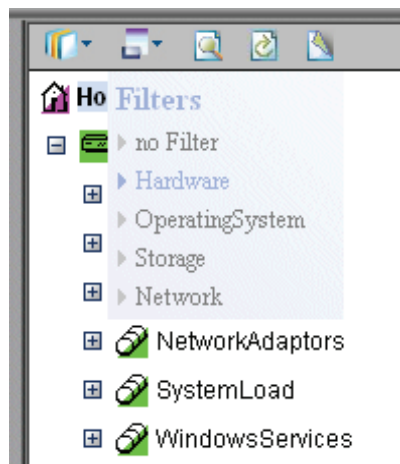 Ho
Filters
no Filter
Hardware
OperatingSystem
Storage
Network
NetworkAdaptors
SystemLoad
WindowsServices